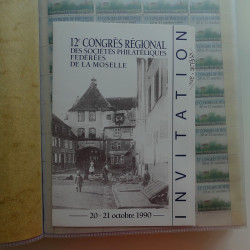 12e CONGRÈS RÉGIONAL
DES SOCIÉTÉS PHILATÉLIQUES
FÉDÉRÉES
DE LA MOSELLE
20-21 octobre 1990
INVITATION